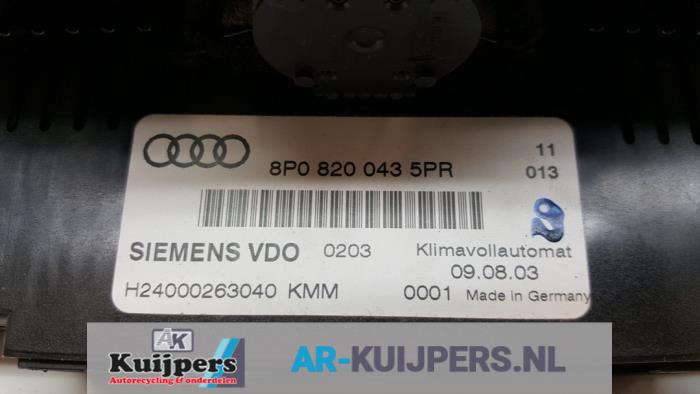 8P0 820 043 5PR
11
013
SIEMENS VDO 0203 Klimavollautomat
09.08.03
H24000263040 KMM 0001 Made in Germany
AK
Kuijpers
Autorecycling & onderdelen
AR-KUIJPERS.NL